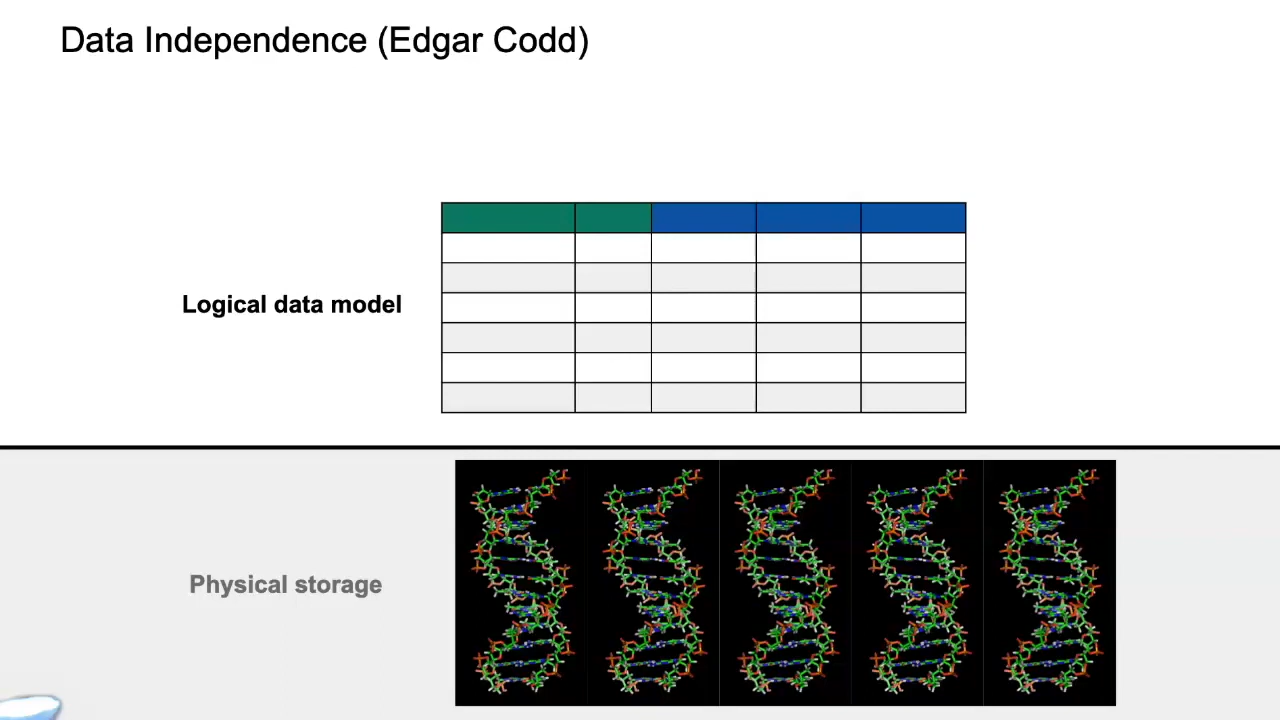 Data Independence (Edgar Codd)
Logical data model
Physical storage